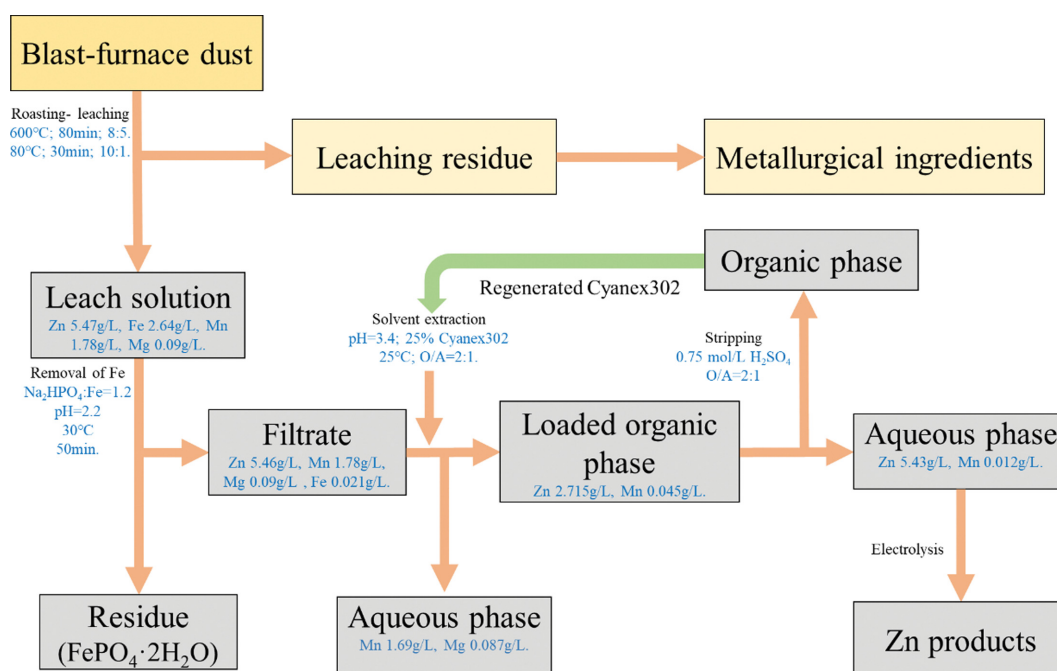 Blast-furnace dust
Roasting- leaching
600℃; 80min; 8:5.
80℃; 30min; 10:1.
Leaching residue
Metallurgical ingredients
Organic phase
Regenerated Cyanex302
Leach solution
Zn 5.47g/L, Fe 2.64g/L, Mn
1.78g/L, Mg 0.09g/L.
Solvent extraction
pH=3.4; 25% Cyanex302
25℃; O/A=2:1.
Stripping
0.75 mol/L H₂SO₄
O/A=2:1
Removal of Fe
Na₂HPO₄:Fe=1.2
pH=2.2
30℃
50min.
Filtrate
Zn 5.46g/L, Mn 1.78g/L,
Mg 0.09g/L , Fe 0.021g/L.
Loaded organic
phase
Zn 2.715g/L, Mn 0.045g/L.
Aqueous phase
Zn 5.43g/L, Mn 0.012g/L.
Electrolysis
Residue
(FePO₄·2H₂O)
Aqueous phase
Mn 1.69g/L, Mg 0.087g/L.
Zn products